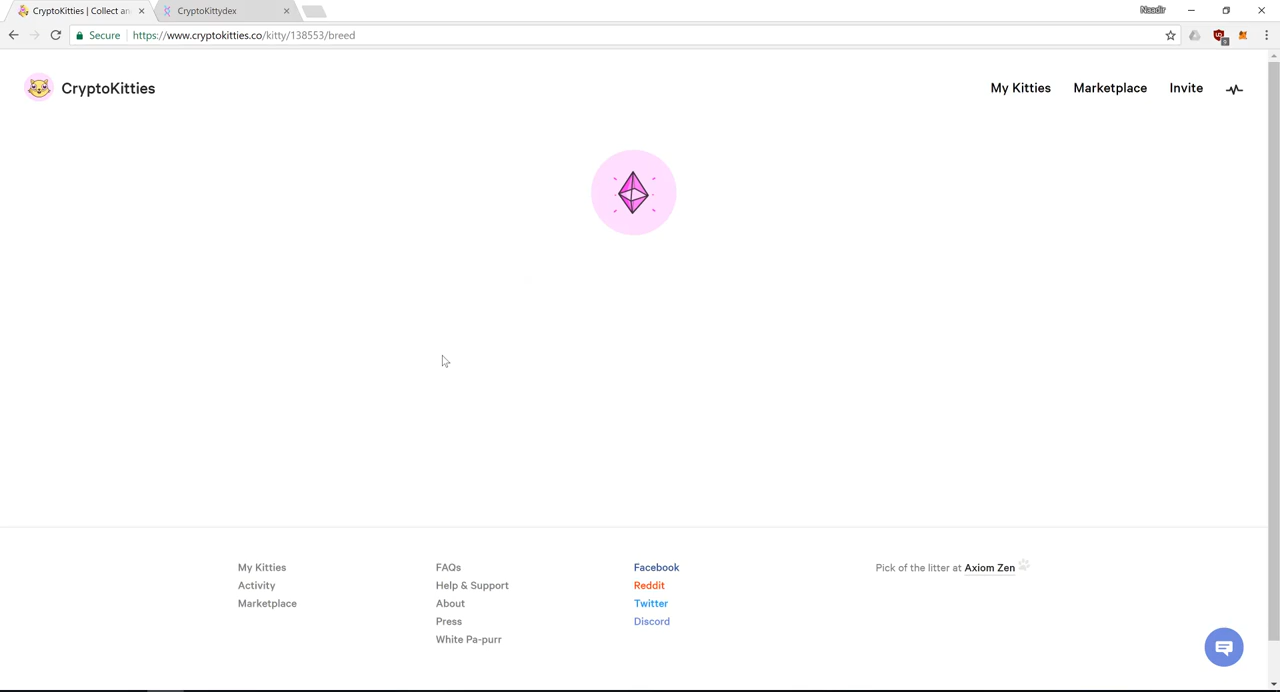 CryptoKitties | Collect an
CryptoKittydex
Naadir
Secure
https://www.cryptokitties.co/kitty/138553/breed
CryptoKitties
My Kitties
Marketplace
Invite
My Kitties
Activity
Marketplace
FAQs
Help & Support
About
Press
White Pa-purr
Facebook
Reddit
Twitter
Discord
Pick of the litter at Axiom Zen